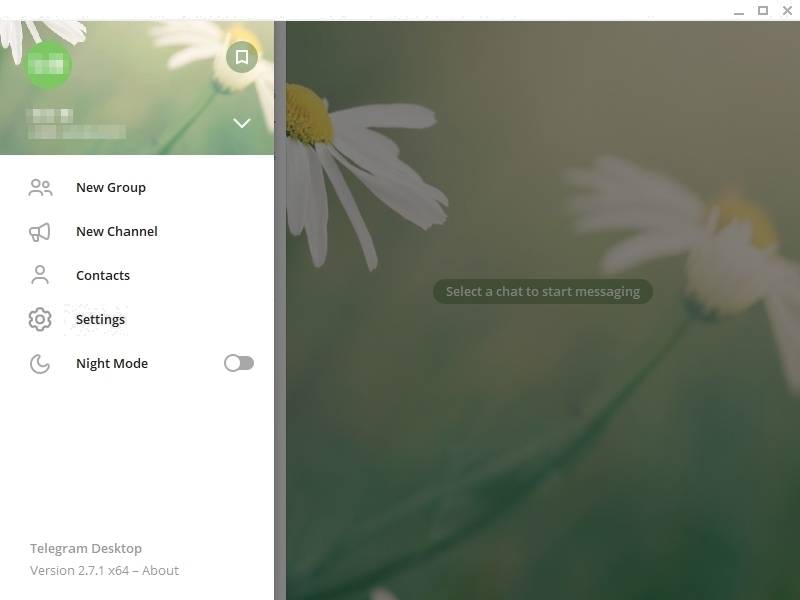 New Group
New Channel
Contacts
Settings
Night Mode
Select a chat to start messaging
Telegram Desktop
Version 2.7.1 x64 – About